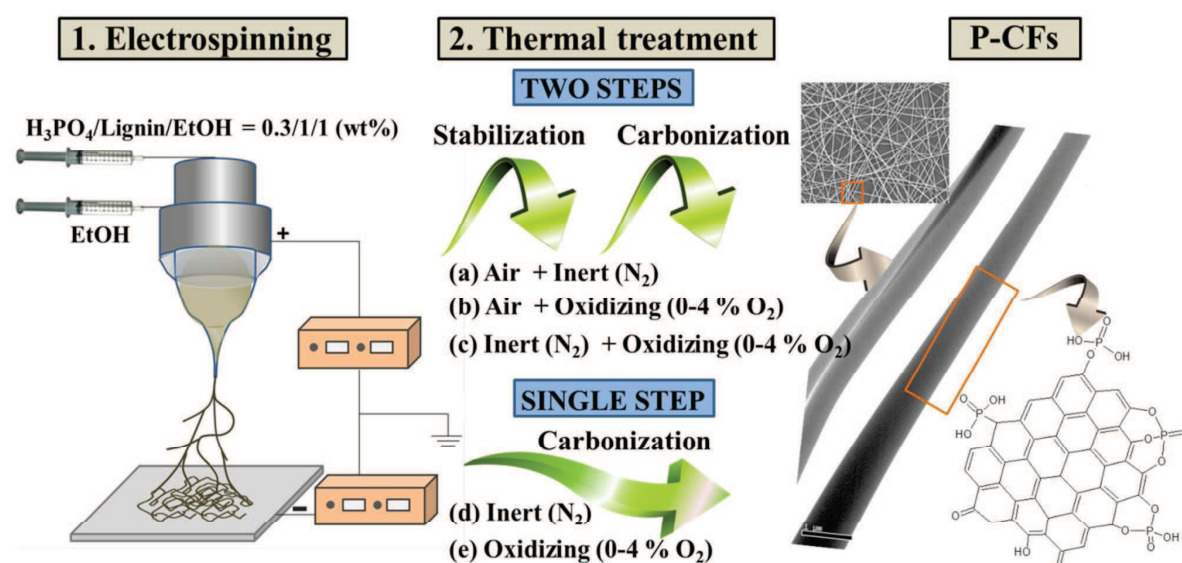 1. Electrospinning
2. Thermal treatment
P-CFs
TWO STEPS
H₃PO₄/Lignin/EtOH = 0.3/1/1 (wt%)
Stabilization
Carbonization
EtOH
+
(a) Air + Inert (N₂)
(b) Air + Oxidizing (0-4 % O₂)
(c) Inert (N₂) + Oxidizing (0-4 % O₂)
SINGLE STEP
Carbonization
−
(d) Inert (N₂)
(e) Oxidizing (0-4 % O₂)
O
HO
P
OH
O
O
OH
P
OH
O
P
O
O
O
O
O
P
OH
O
HO